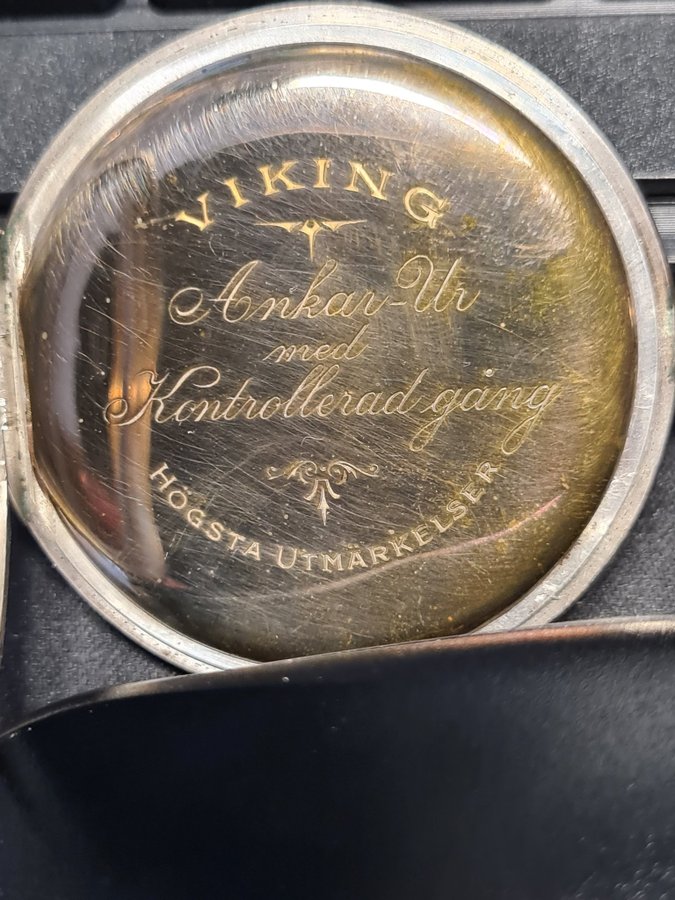 VIKING
Ankar-Ur
med
Kontrollerad gång
HÖGSTA UTMÄRKELSER